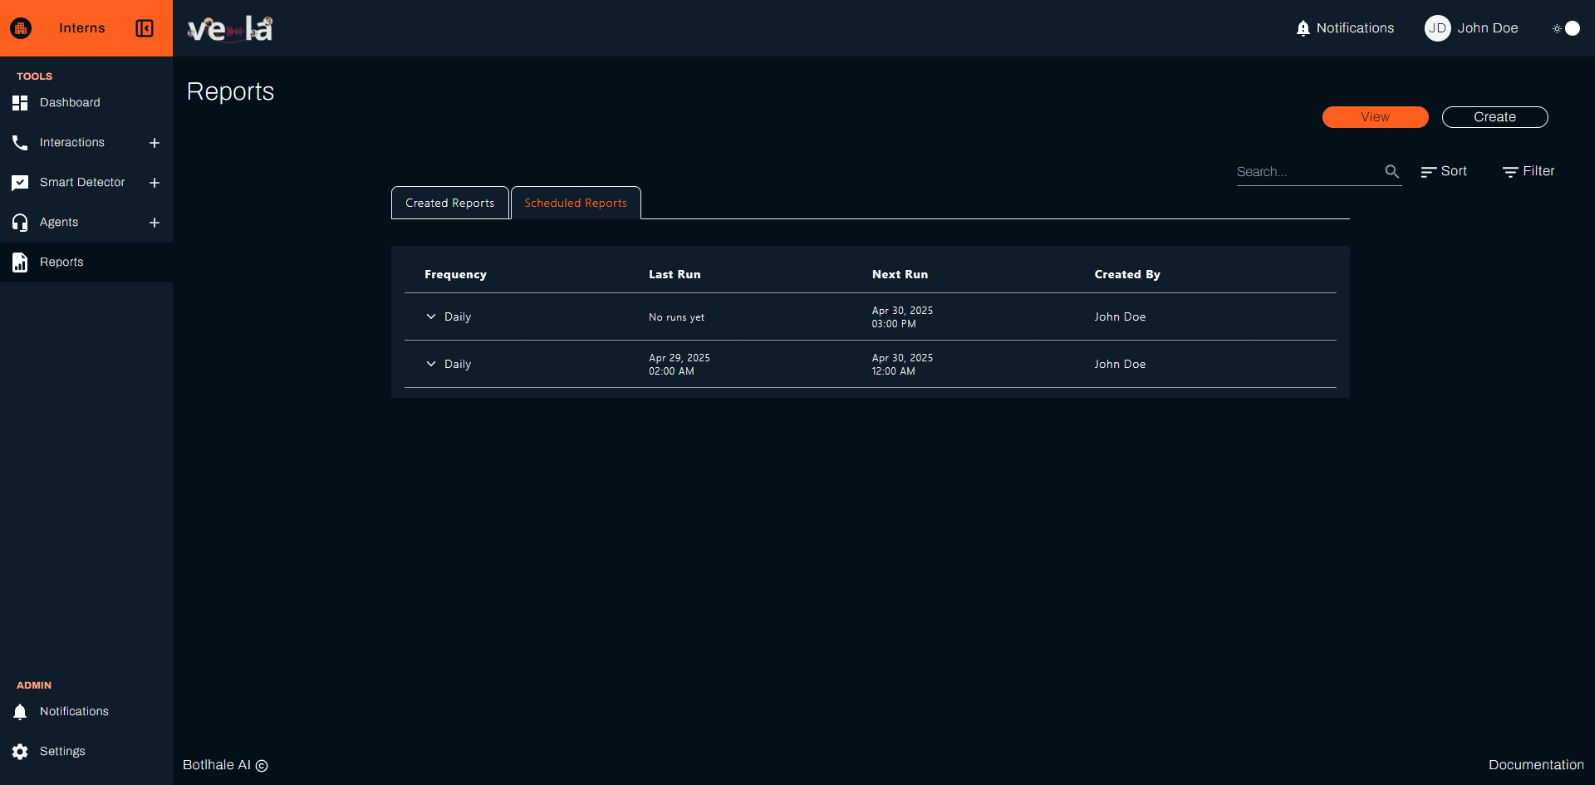 Interns
vela
Notifications
JD
John Doe
TOOLS
Dashboard
Interactions
Smart Detector
Agents
Reports
Reports
View
Create
Search...
Sort
Filter
Created Reports
Scheduled Reports
Frequency Last Run Next Run Created By
Daily No runs yet Apr 30, 2025 03:00 PM John Doe
Daily Apr 29, 2025 02:00 AM Apr 30, 2025 12:00 AM John Doe
ADMIN
Notifications
Settings
Botlhale AI ©
Documentation